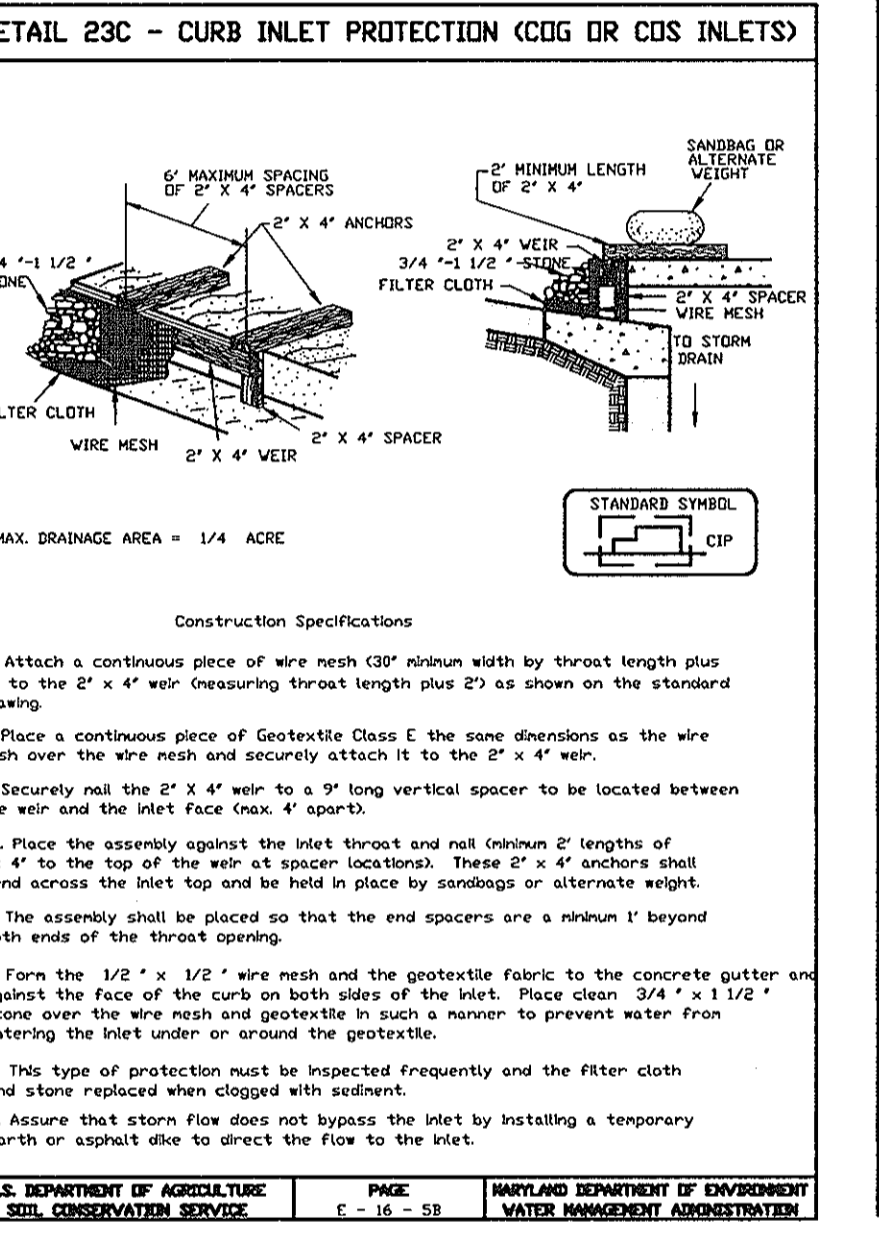 ETAIL 23C - CURB INLET PROTECTION (COG OR COS INLETS)
6' MAXIMUM SPACING
OF 2" X 4" SPACERS
2" X 4" ANCHORS
4 "-1 1/2 "
ONE
LTER CLOTH
WIRE MESH
2" X 4" WEIR
2" X 4" SPACER
2' MINIMUM LENGTH
OF 2" X 4"
SANDBAG OR
ALTERNATE
WEIGHT
2" X 4" WEIR
3/4 "-1 1/2 "-STONE
FILTER CLOTH
2" X 4" SPACER
WIRE MESH
TO STORM
DRAIN
MAX. DRAINAGE AREA = 1/4 ACRE
STANDARD SYMBOL
CIP
Construction Specifications
Attach a continuous piece of wire mesh (30" minimum width by throat length plus
to the 2" x 4" weir (measuring throat length plus 2') as shown on the standard
awing.
Place a continuous piece of Geotextile Class E the same dimensions as the wire
sh over the wire mesh and securely attach it to the 2" x 4" weir.
Securely nail the 2" X 4" weir to a 9" long vertical spacer to be located between
e weir and the inlet face (max. 4' apart).
. Place the assembly against the inlet throat and nail (minimum 2' lengths of
4" to the top of the weir at spacer locations). These 2" x 4" anchors shall
nd across the inlet top and be held in place by sandbags or alternate weight.
The assembly shall be placed so that the end spacers are a minimum 1' beyond
oth ends of the throat opening.
Form the 1/2 " x 1/2 " wire mesh and the geotextile fabric to the concrete gutter and
gainst the face of the curb on both sides of the inlet. Place clean 3/4 " x 1 1/2 "
tone over the wire mesh and geotextile in such a manner to prevent water from
tering the inlet under or around the geotextile.
This type of protection must be inspected frequently and the filter cloth
nd stone replaced when clogged with sediment.
. Assure that storm flow does not bypass the inlet by installing a temporary
arth or asphalt dike to direct the flow to the inlet.
.S. DEPARTMENT OF AGRICULTURE
SOIL CONSERVATION SERVICE
PAGE
E - 16 - 5B
MARYLAND DEPARTMENT OF ENVIRONMENT
WATER MANAGEMENT ADMINISTRATION